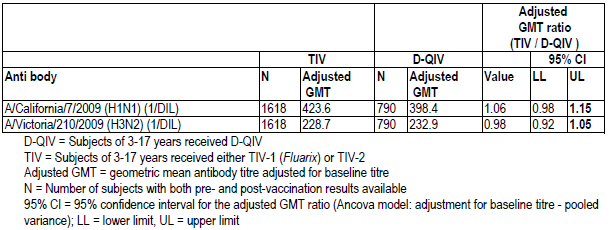 Adjusted
GMT ratio
(TIV / D-QIV )
TIV D-QIV 95% CI
Anti body N Adjusted GMT N Adjusted GMT Value LL UL
A/California/7/2009 (H1N1) (1/DIL) 1618 423.6 790 398.4 1.06 0.98 1.15
A/Victoria/210/2009 (H3N2) (1/DIL) 1618 228.7 790 232.9 0.98 0.92 1.05
D-QIV = Subjects of 3-17 years received D-QIV
TIV = Subjects of 3-17 years received either TIV-1 (Fluarix) or TIV-2
Adjusted GMT = geometric mean antibody titre adjusted for baseline titre
N = Number of subjects with both pre- and post-vaccination results available
95% CI = 95% confidence interval for the adjusted GMT ratio (Ancova model: adjustment for baseline titre - pooled
variance); LL = lower limit, UL = upper limit